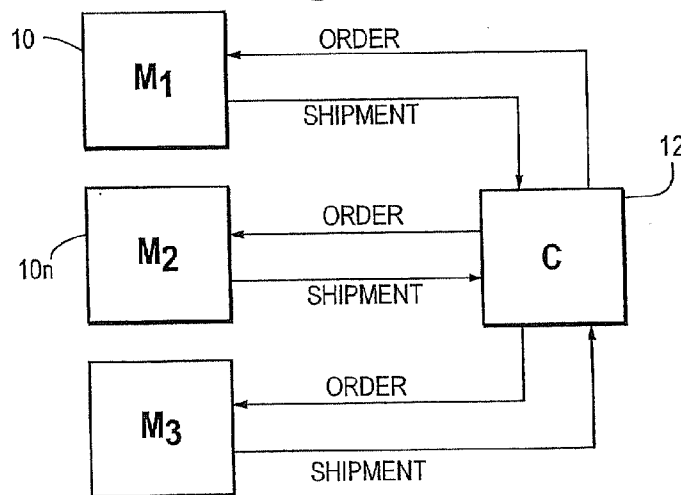 10
M1
ORDER
SHIPMENT
12
10n
M2
ORDER
SHIPMENT
C
M3
ORDER
SHIPMENT